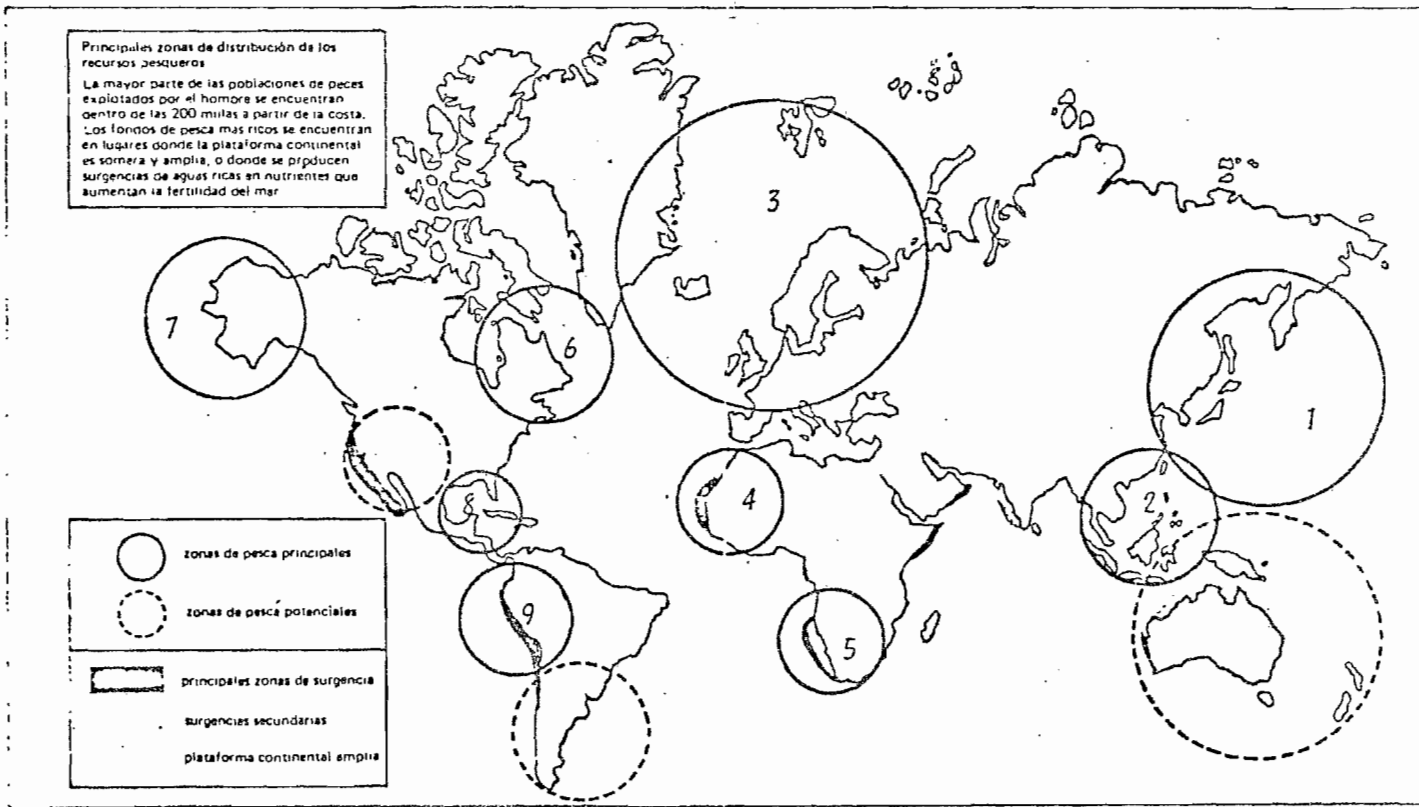 Principales zonas de distribución de los
recursos pesqueros
La mayor parte de las poblaciones de peces
explotados por el hombre se encuentran
dentro de las 200 millas a partir de la costa.
Los fondos de pesca mas ricos se encuentran
en lugares donde la plataforma continental
es somera y amplia, o donde se producen
surgencias de aguas ricas en nutrientes que
aumentan la fertilidad del mar
3
7
6
1
4
2
8
9
5
zonas de pesca principales
zonas de pescá potenciales
principales zonas de surgencia
surgencias secundarias
plataforma continental amplia